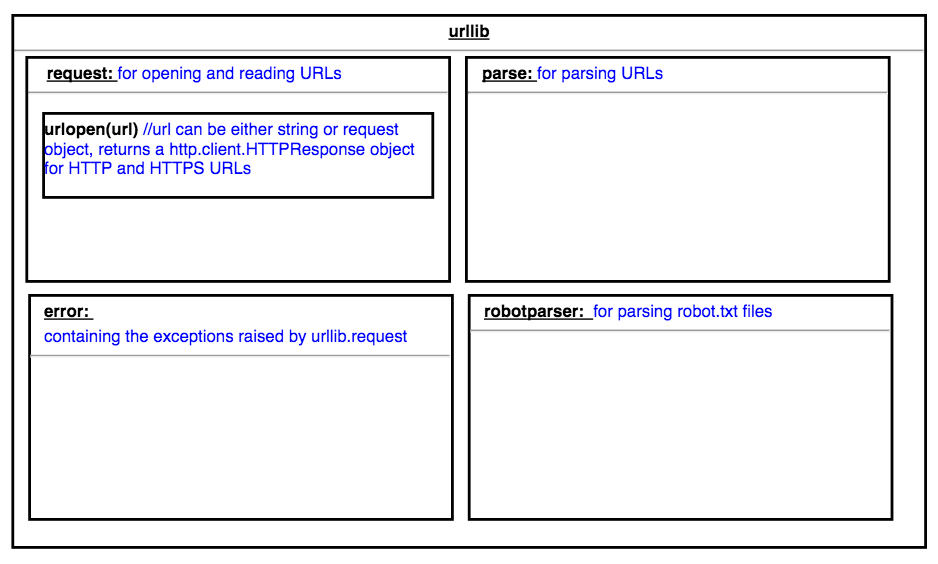 urllib
request: for opening and reading URLs
urlopen(url) //url can be either string or request
object, returns a http.client.HTTPResponse object
for HTTP and HTTPS URLs
parse: for parsing URLs
error:
containing the exceptions raised by urllib.request
robotparser: for parsing robot.txt files